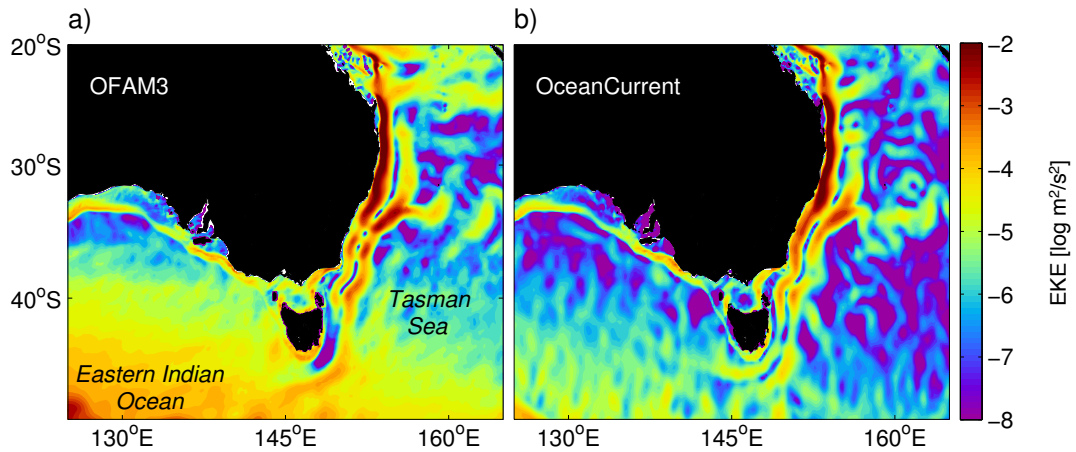 a)
b)
20°S
30°S
40°S
OFAM3
OceanCurrent
Tasman
Sea
Eastern Indian
Ocean
130°E
145°E
160°E
130°E
145°E
160°E
−2
−3
−4
−5
−6
−7
−8
EKE [log m²/s²]